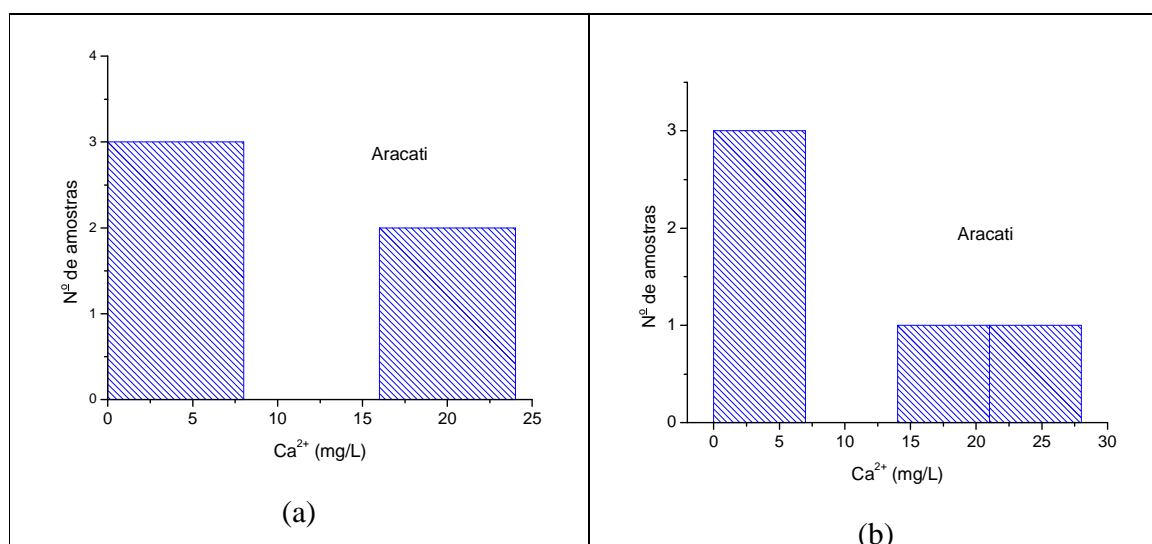 4
3
2
1
0
Nº de amostras
Aracati
0 5 10 15 20 25
Ca²⁺ (mg/L)
(a)
3
2
1
0
Nº de amostras
Aracati
0 5 10 15 20 25 30
Ca²⁺ (mg/L)
(b)